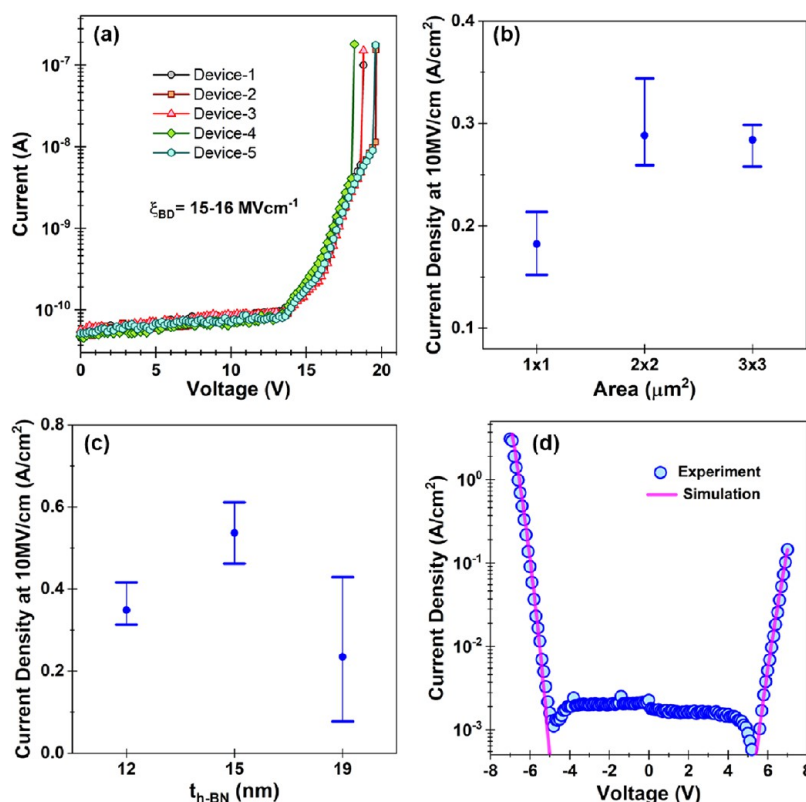 (a)
Device-1
Device-2
Device-3
Device-4
Device-5
ξBD= 15-16 MVcm-1
Current (A)
10-7
10-8
10-9
10-10
0 5 10 15 20
Voltage (V)
(b)
Current Density at 10MV/cm (A/cm2)
0.4
0.3
0.2
0.1
1x1 2x2 3x3
Area (μm2)
(c)
Current Density at 10MV/cm (A/cm2)
0.8
0.6
0.4
0.2
0.0
12 15 19
th-BN (nm)
(d)
Experiment
Simulation
Current Density (A/cm2)
100
10-1
10-2
10-3
-8 -6 -4 -2 0 2 4 6 8
Voltage (V)